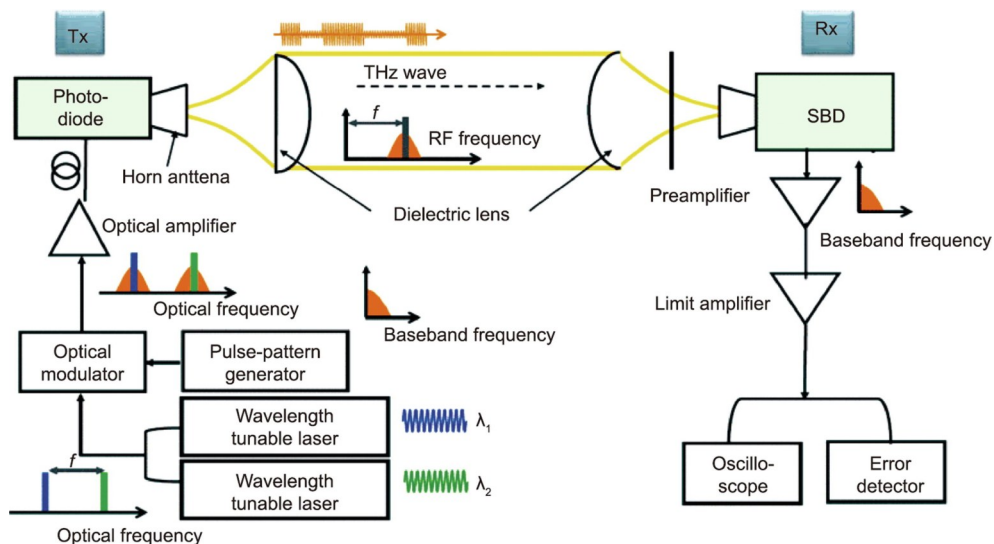 Tx
Rx
Photo-
diode
THz wave
f
RF frequency
SBD
Horn anttena
Dielectric lens
Preamplifier
Optical amplifier
Baseband frequency
Optical frequency
Baseband frequency
Limit amplifier
Optical
modulator
Pulse-pattern
generator
Wavelength
tunable laser
λ₁
Wavelength
tunable laser
λ₂
f
Optical frequency
Oscillo-
scope
Error
detector